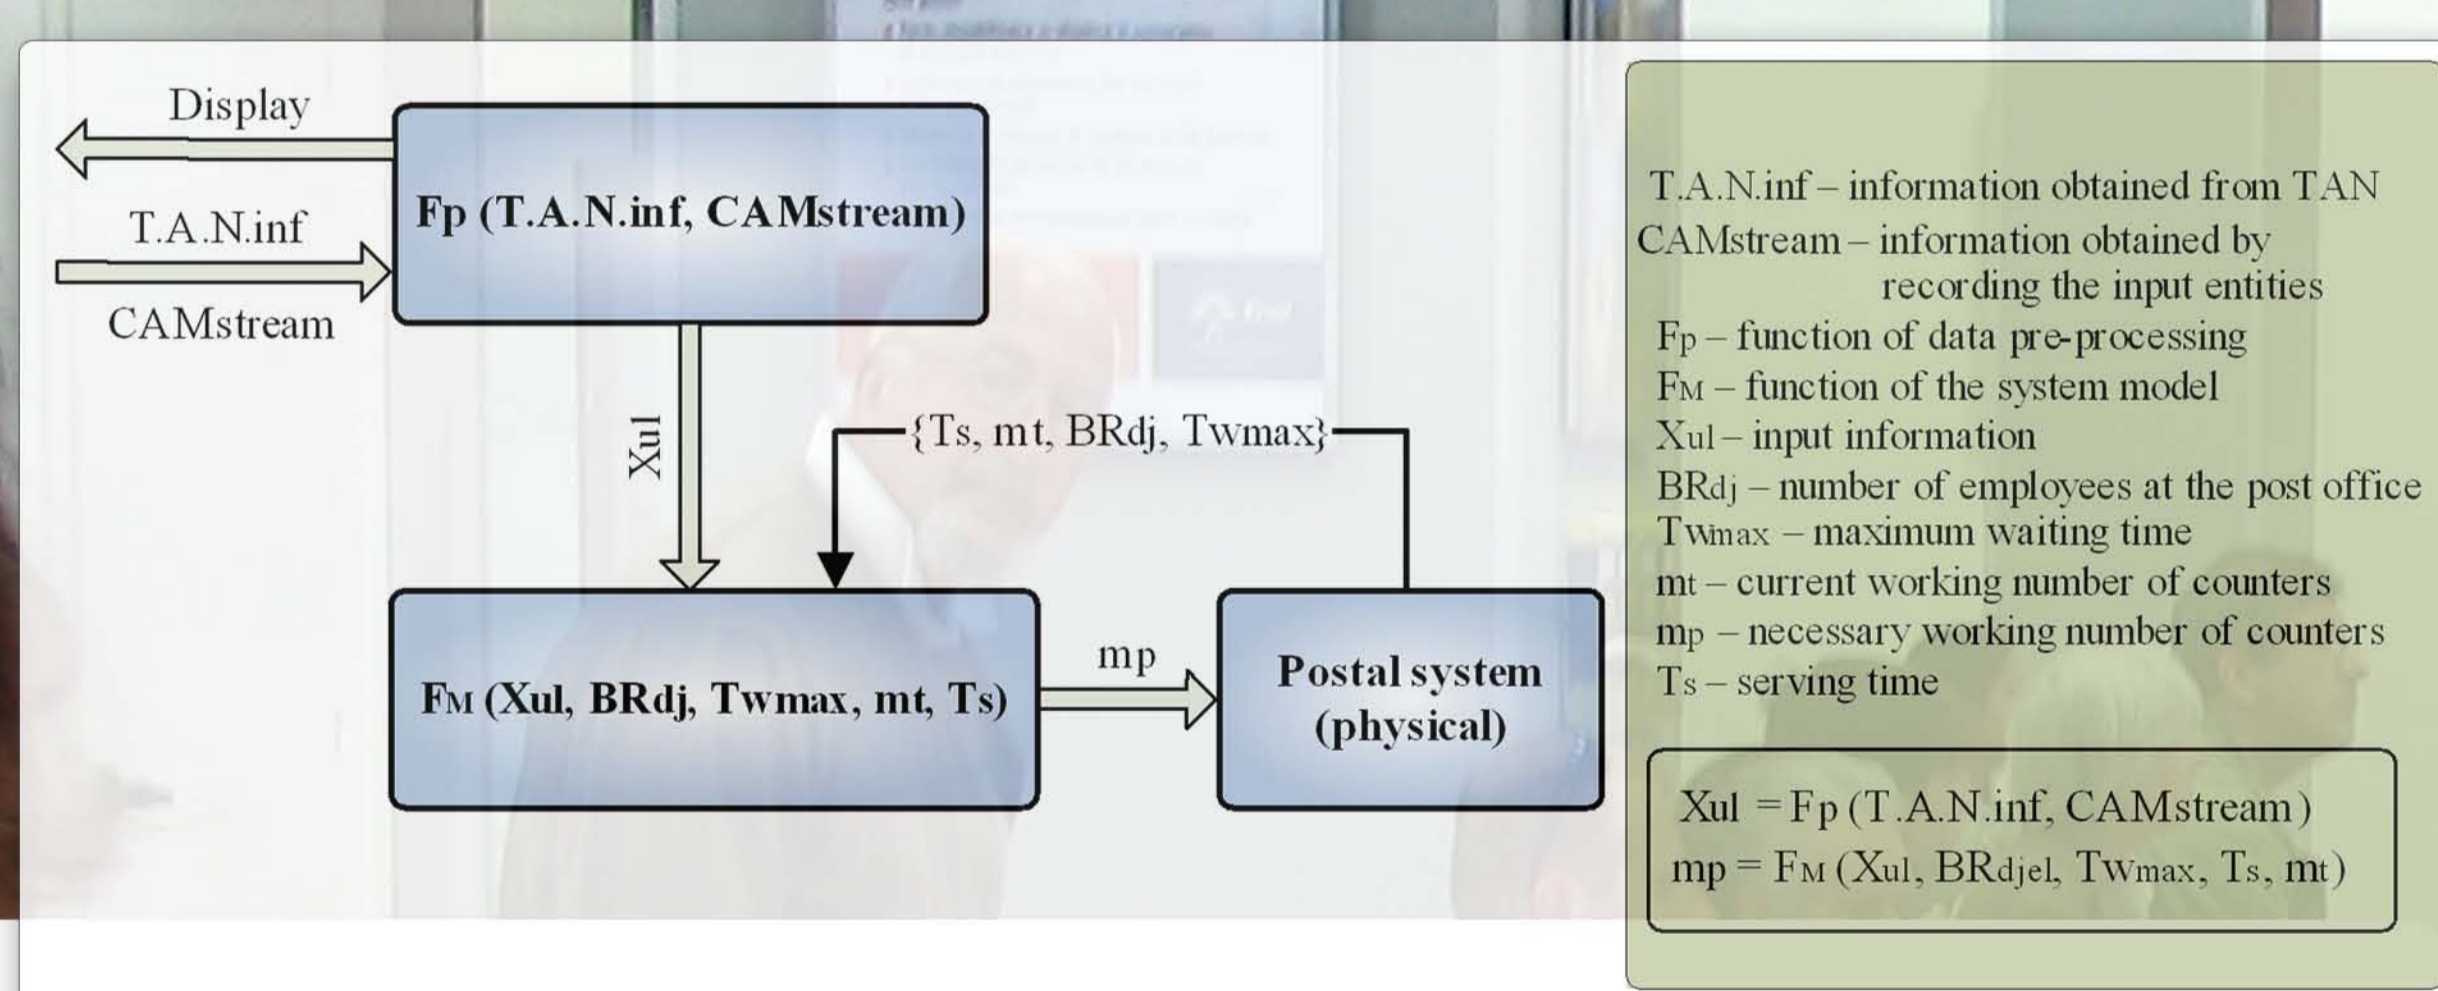 Display
T.A.N.inf
CAMstream
Fp (T.A.N.inf, CAMstream)
Xul
{Ts, mt, BRdj, Twmax}
FM (Xul, BRdj, Twmax, mt, Ts)
mp
Postal system
(physical)
T.A.N.inf – information obtained from TAN
CAMstream – information obtained by
recording the input entities
Fp – function of data pre-processing
FM – function of the system model
Xul – input information
BRdj – number of employees at the post office
Twmax – maximum waiting time
mt – current working number of counters
mp – necessary working number of counters
Ts – serving time
Xul = Fp (T.A.N.inf, CAMstream)
mp = FM (Xul, BRdjel, Twmax, Ts, mt)